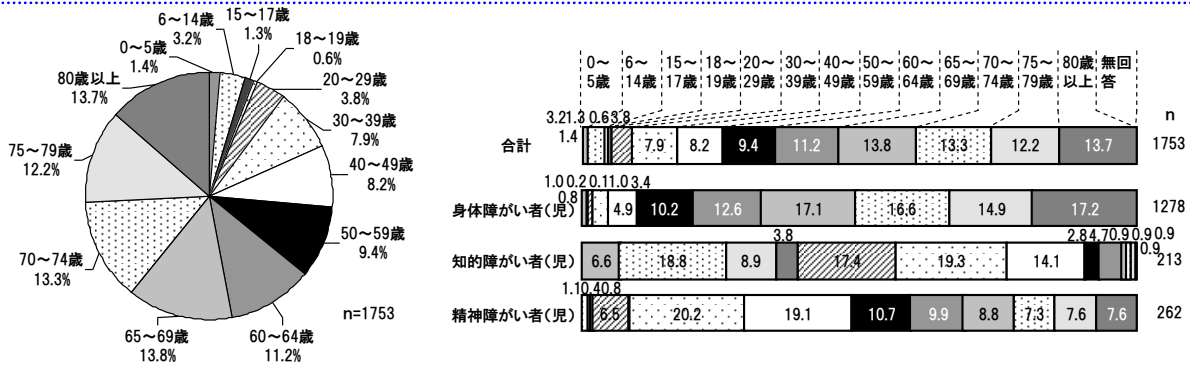 0～5歳
1.4%
6～14歳
3.2%
15～17歳
1.3%
18～19歳
0.6%
20～29歳
3.8%
30～39歳
7.9%
40～49歳
8.2%
50～59歳
9.4%
60～64歳
11.2%
65～69歳
13.8%
70～74歳
13.3%
75～79歳
12.2%
80歳以上
13.7%
n=1753
0～5歳
6～14歳
15～17歳
18～19歳
20～29歳
30～39歳
40～49歳
50～59歳
60～64歳
65～69歳
70～74歳
75～79歳
80歳以上
無回答
n
3.2 1.3 0.6 3.8
合計 1.4 7.9 8.2 9.4 11.2 13.8 13.3 12.2 13.7 1753
1.0 0.2 0.1 1.0 3.4
0.8
身体障がい者(児) 4.9 10.2 12.6 17.1 16.6 14.9 17.2 1278
3.8 2.8 4.7 0.9 0.9 0.9
0.9
知的障がい者(児) 6.6 18.8 8.9 17.4 19.3 14.1 213
1.1 0.4 0.8
精神障がい者(児) 6.5 20.2 19.1 10.7 9.9 8.8 7.3 7.6 7.6 262